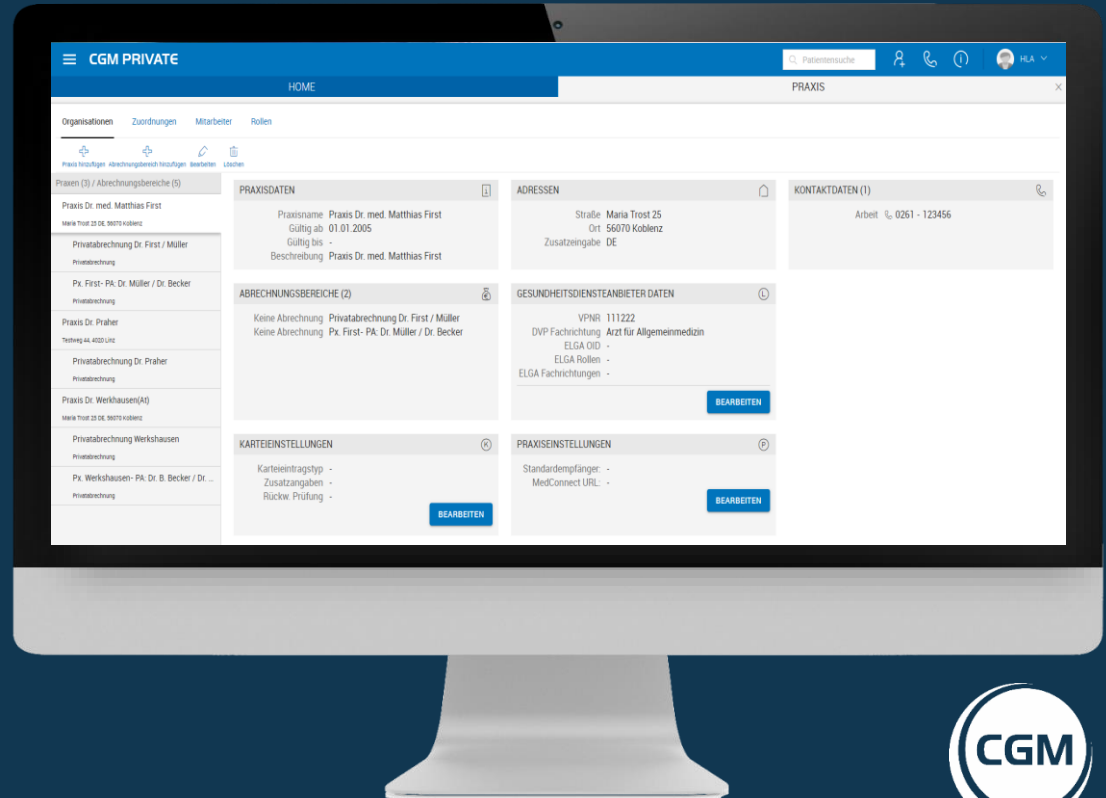 CGM PRIVATE
Patientensuche
HLA
HOME
PRAXIS
Organisationen Zuordnungen Mitarbeiter Rollen
Praxis hinzufügen Abrechnungsbereich hinzufügen Bearbeiten Löschen
Praxen (3) / Abrechnungsbereiche (5)
Praxis Dr. med. Matthias First
Maria Trost 25 DE, 56070 Koblenz
Privatabrechnung Dr. First / Müller
Privatabrechnung
Px. First- PA: Dr. Müller / Dr. Becker
Privatabrechnung
Praxis Dr. Praher
Testweg 44, 4020 Linz
Privatabrechnung Dr. Praher
Privatabrechnung
Praxis Dr. Werkhausen(At)
Maria Trost 25 DE, 56070 Koblenz
Privatabrechnung Werkshausen
Privatabrechnung
Px. Werkshausen- PA: Dr. B. Becker / Dr. ...
Privatabrechnung
PRAXISDATEN
Praxisname Praxis Dr. med. Matthias First
Gültig ab 01.01.2005
Gültig bis -
Beschreibung Praxis Dr. med. Matthias First
ADRESSEN
Straße Maria Trost 25
Ort 56070 Koblenz
Zusatzeingabe DE
KONTAKTDATEN (1)
Arbeit 0261 - 123456
ABRECHNUNGSBEREICHE (2)
Keine Abrechnung Privatabrechnung Dr. First / Müller
Keine Abrechnung Px. First- PA: Dr. Müller / Dr. Becker
GESUNDHEITSDIENSTEANBIETER DATEN
L
VPNR 111222
DVP Fachrichtung Arzt für Allgemeinmedizin
ELGA OID -
ELGA Rollen -
ELGA Fachrichtungen -
BEARBEITEN
KARTEIEINSTELLUNGEN
K
Karteieintragstyp -
Zusatzangaben -
Rückw. Prüfung -
BEARBEITEN
PRAXISEINSTELLUNGEN
P
Standardempfänger: -
MedConnect URL: -
BEARBEITEN
CGM